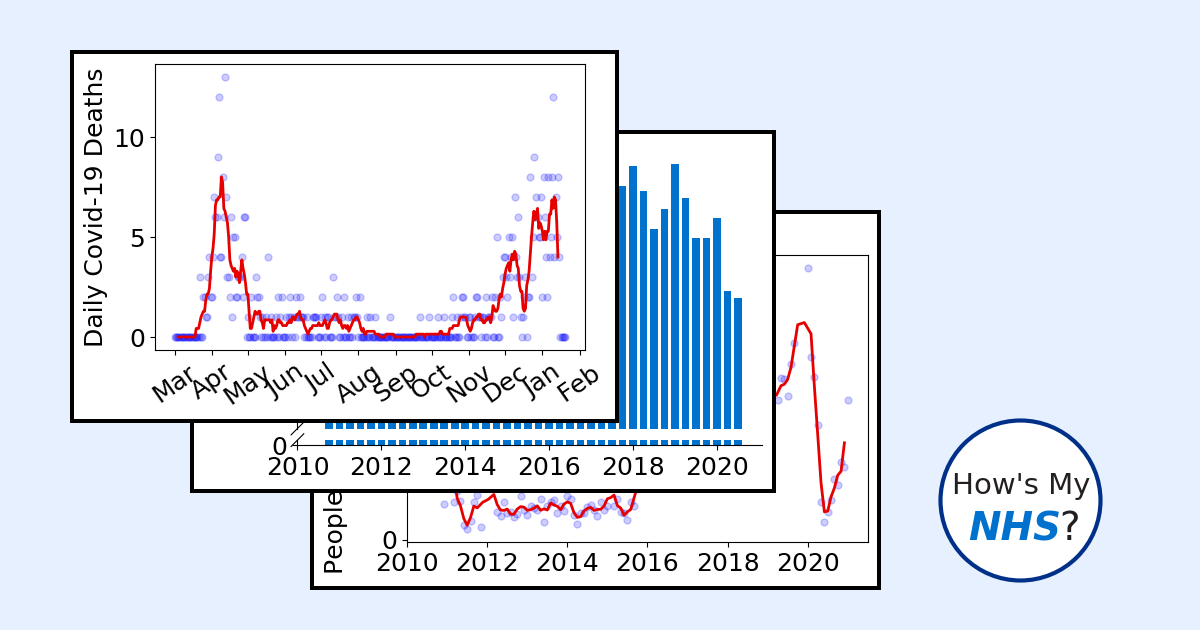 Daily Covid-19 Deaths
10
5
0
Mar Apr May Jun Jul Aug Sep Oct Nov Dec Jan Feb
0
2010 2012 2014 2016 2018 2020
People
0
2010 2012 2014 2016 2018 2020
How's My
NHS?